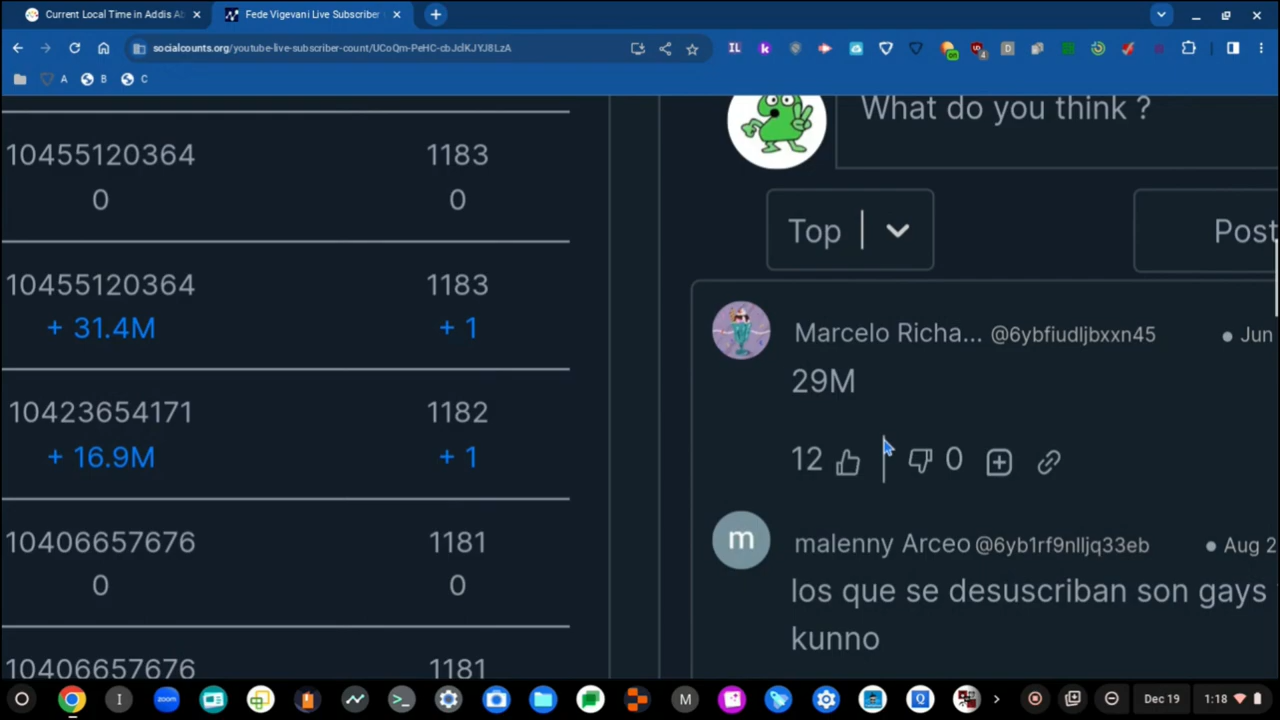 Current Local Time in Addis Ab
Fede Vigevani Live Subscriber
socialcounts.org/youtube-live-subscriber-count/UCoQm-PeHC-cbJclKJYJ8LzA
A
B
C
10455120364 1183
0 0
10455120364 1183
+ 31.4M + 1
10423654171 1182
+ 16.9M + 1
10406657676 1181
0 0
10406657676 1181
What do you think ?
Top
Post
Marcelo Richa... @6ybfiudljbxxn45 ● Jun
29M
12 0
m
malenny Arceo @6yb1rf9nlljq33eb ● Aug 2
los que se desuscriban son gays
kunno
I zoom M Q Dec 19 1:18